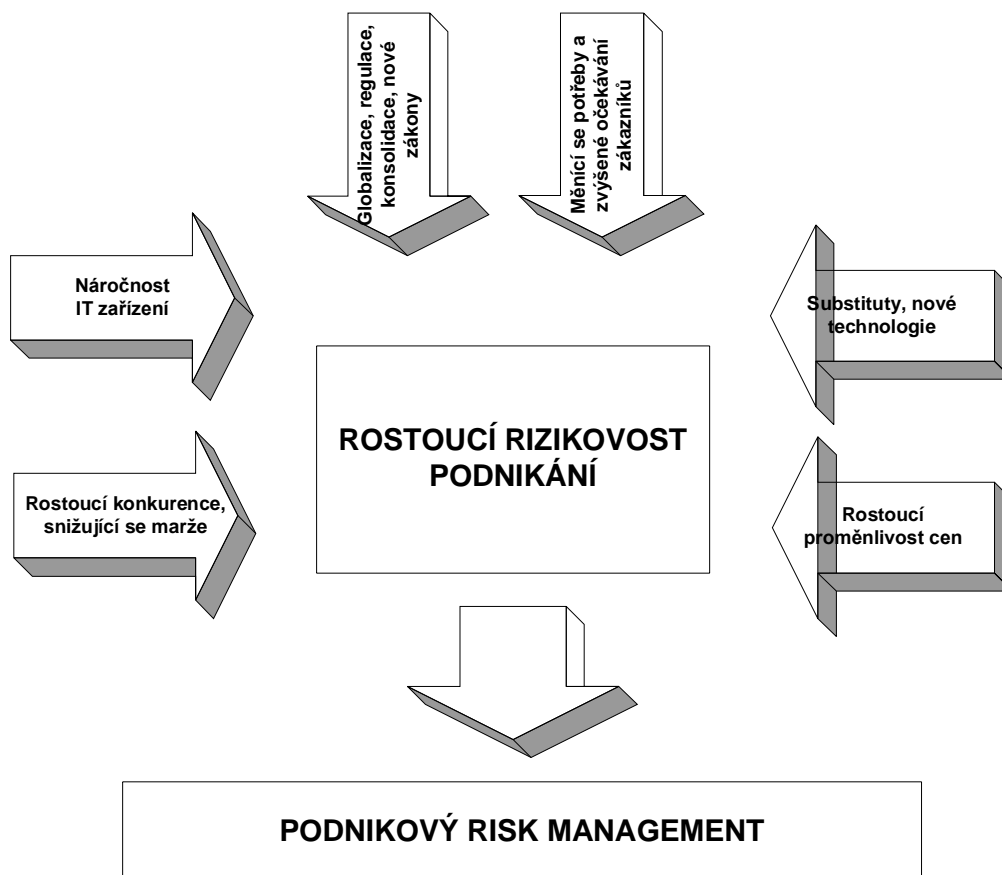 Globalizace, regulace,
konsolidace, nové
zákony
Měnící se potřeby a
zvýšené očekávání
zákazníků
Náročnost
IT zařízení
Substituty, nové
technologie
ROSTOUCÍ RIZIKOVOST
PODNIKÁNÍ
Rostoucí konkurence,
snižující se marže
Rostoucí
proměnlivost cen
PODNIKOVÝ RISK MANAGEMENT